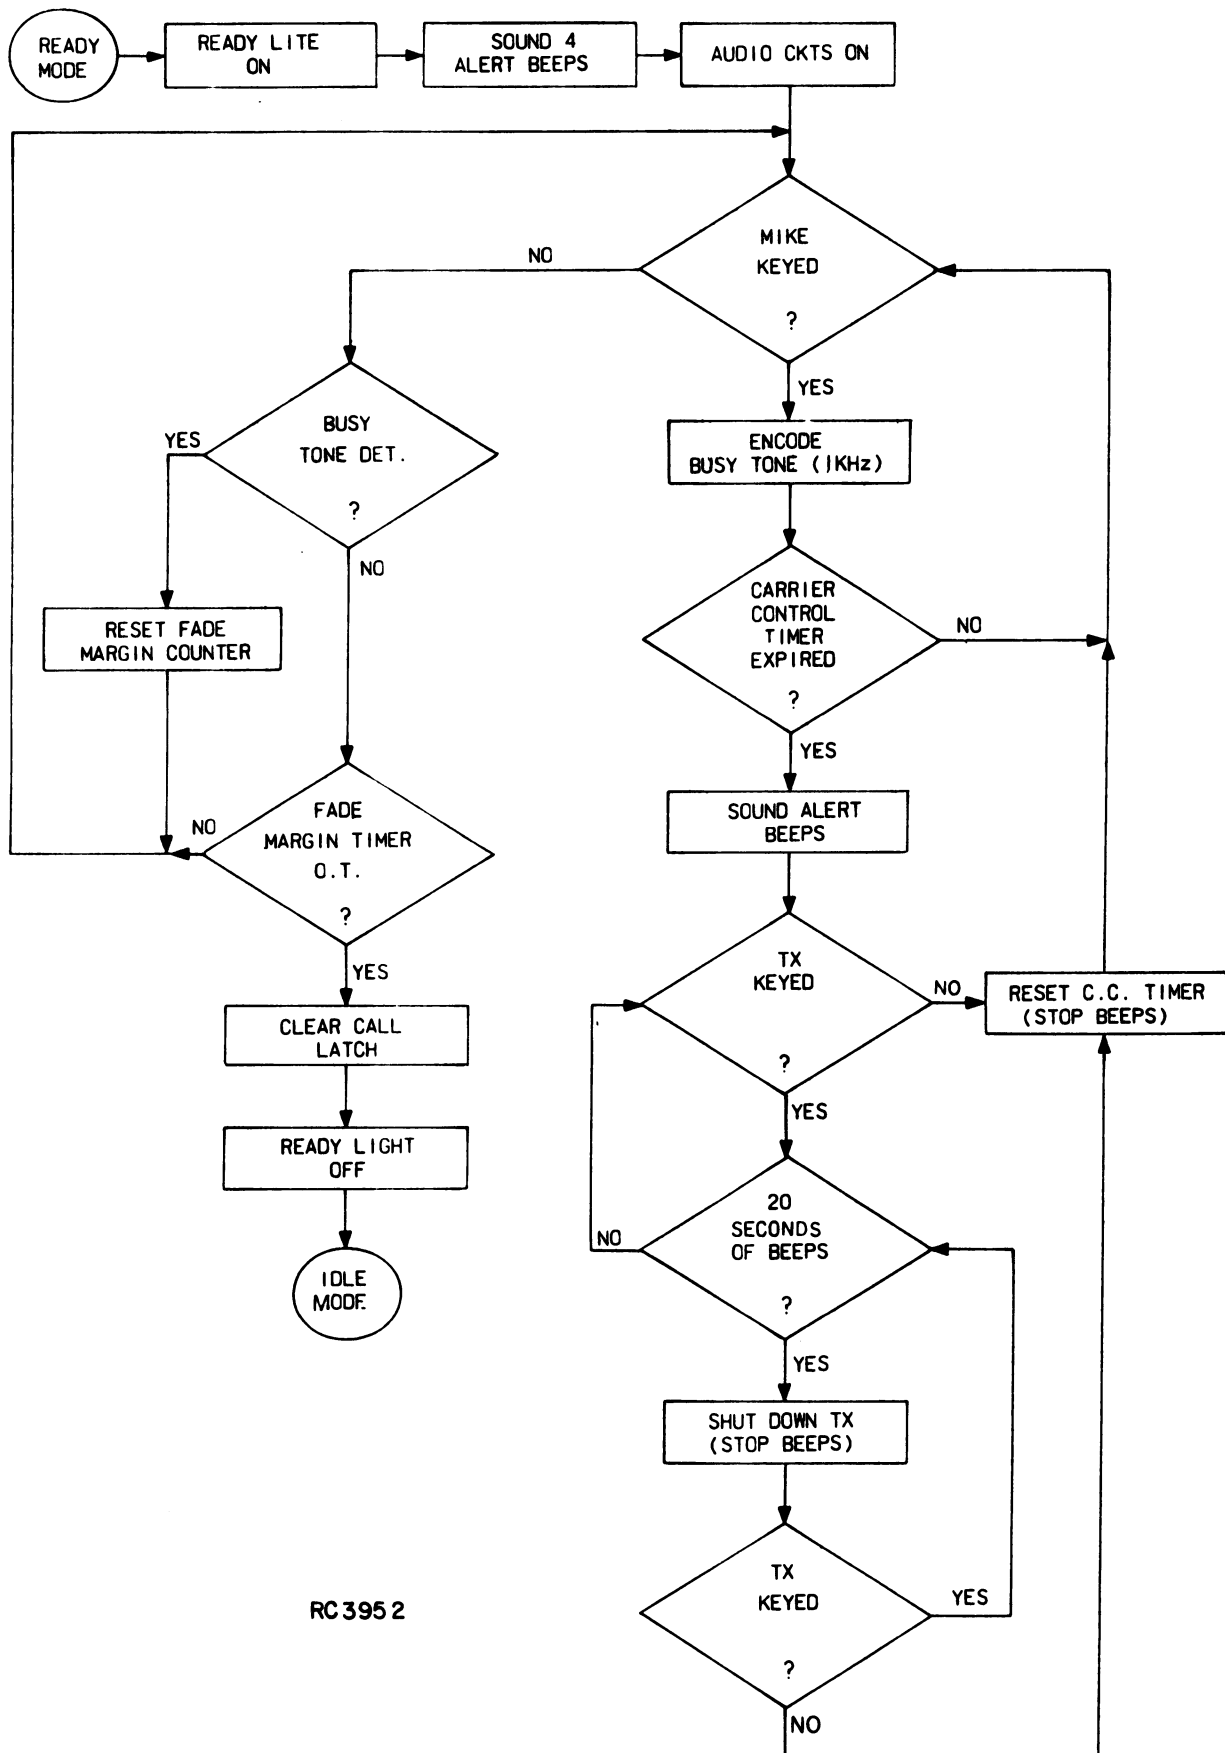 READY
MODE
READY LITE
ON
SOUND 4
ALERT BEEPS
AUDIO CKTS ON
MIKE
KEYED
?
NO
YES
BUSY
TONE DET.
?
YES
NO
ENCODE
BUSY TONE (1KHz)
CARRIER
CONTROL
TIMER
EXPIRED
?
NO
YES
RESET FADE
MARGIN COUNTER
FADE
MARGIN TIMER
O.T.
?
NO
YES
SOUND ALERT
BEEPS
TX
KEYED
?
NO
YES
RESET C.C. TIMER
(STOP BEEPS)
CLEAR CALL
LATCH
READY LIGHT
OFF
IDLE
MODE
20
SECONDS
OF BEEPS
?
NO
YES
SHUT DOWN TX
(STOP BEEPS)
TX
KEYED
?
YES
NO
RC3952